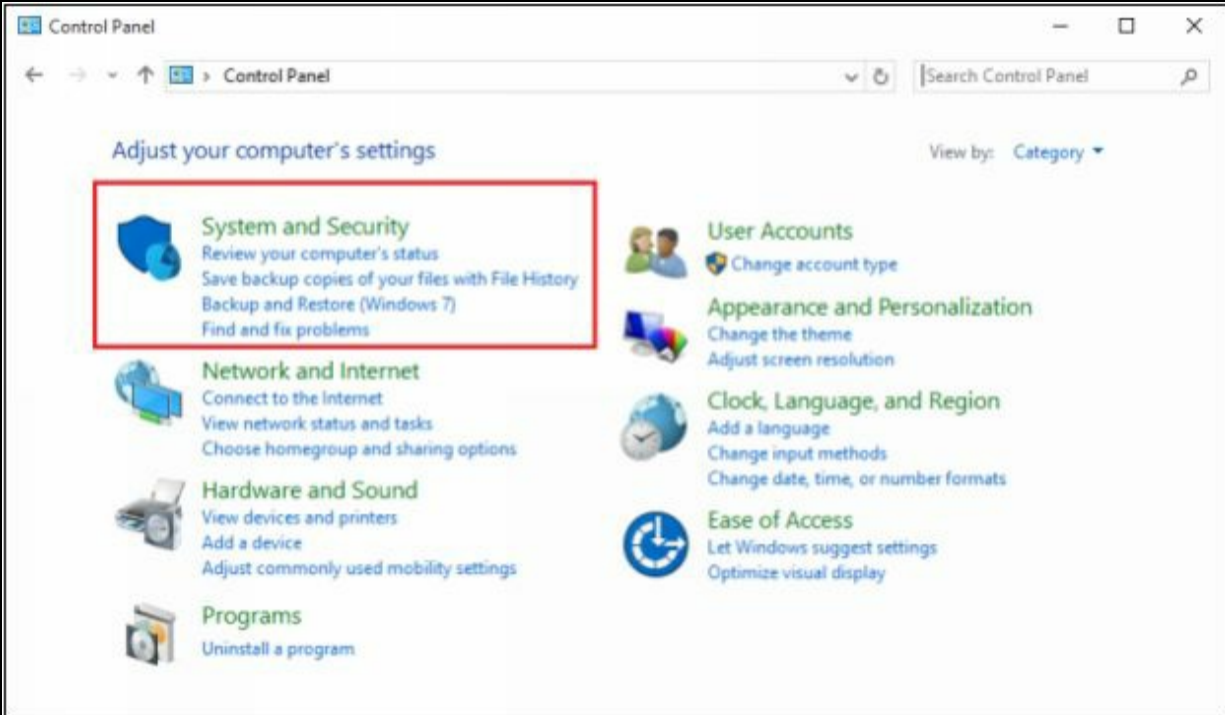 Control Panel
Control Panel
Search Control Panel
Adjust your computer's settings
View by: Category
System and Security
Review your computer's status
Save backup copies of your files with File History
Backup and Restore (Windows 7)
Find and fix problems
Network and Internet
Connect to the Internet
View network status and tasks
Choose homegroup and sharing options
Hardware and Sound
View devices and printers
Add a device
Adjust commonly used mobility settings
Programs
Uninstall a program
User Accounts
Change account type
Appearance and Personalization
Change the theme
Adjust screen resolution
Clock, Language, and Region
Add a language
Change input methods
Change date, time, or number formats
Ease of Access
Let Windows suggest settings
Optimize visual display